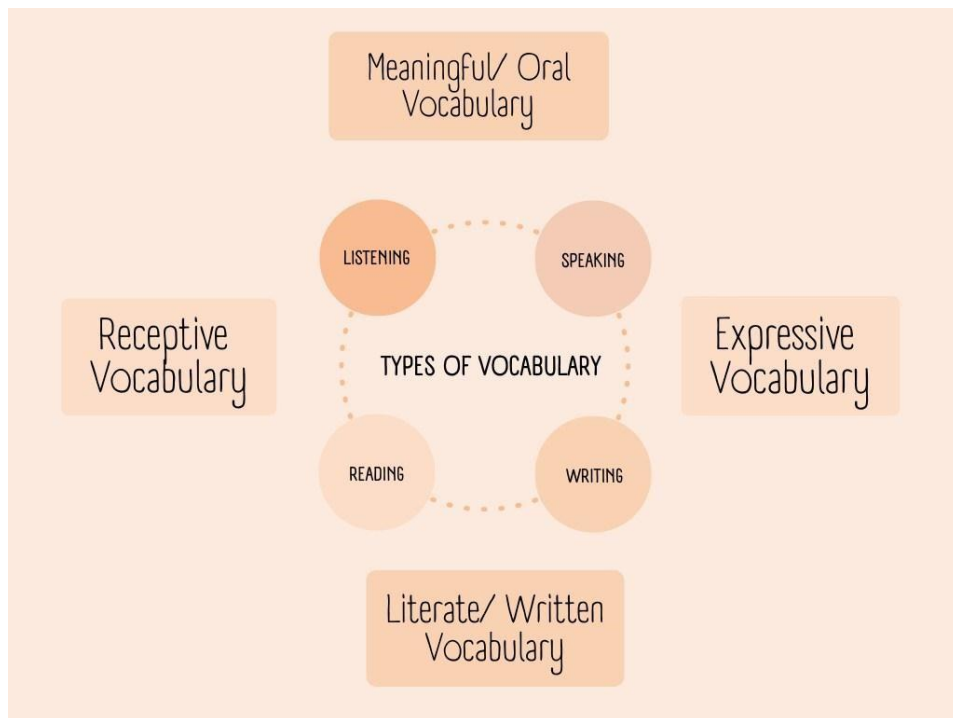 Meaningful/ Oral
Vocabulary
LISTENING
SPEAKING
Receptive
Vocabulary
TYPES OF VOCABULARY
Expressive
Vocabulary
READING
WRITING
Literate/ Written
Vocabulary